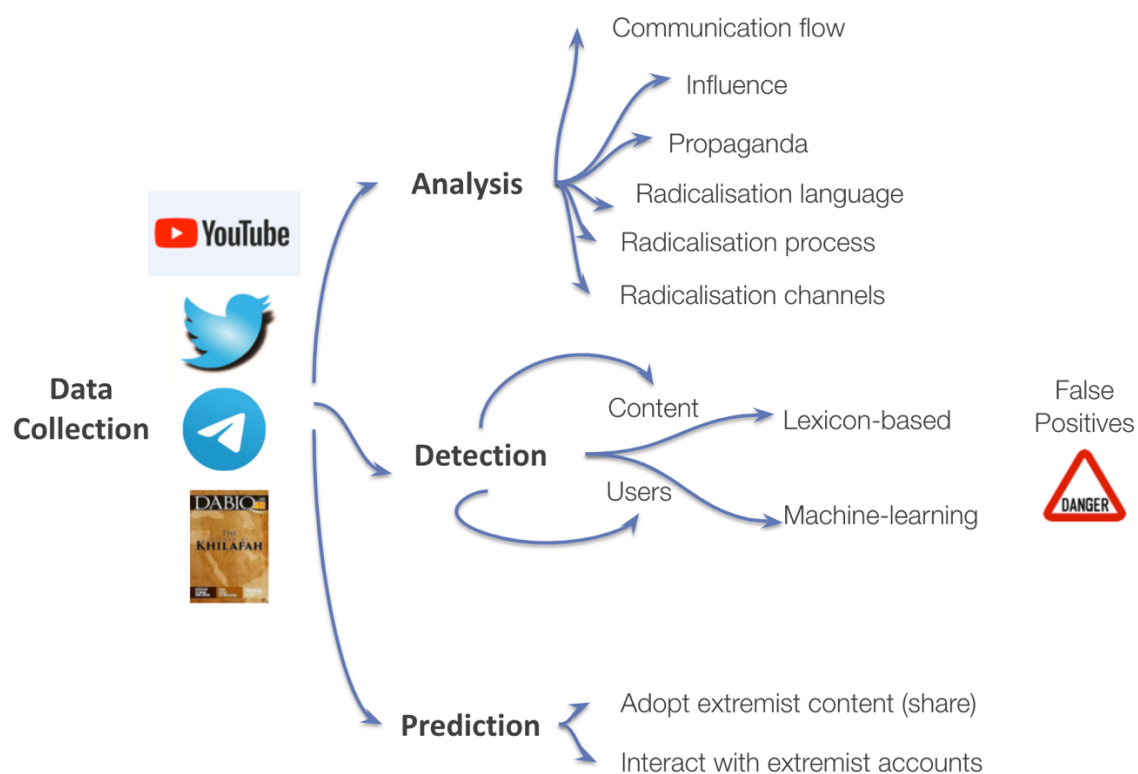 Communication flow
Influence
Propaganda
Analysis
Radicalisation language
Radicalisation process
Radicalisation channels
YouTube
Data
Collection
DABIQ
THE
KHILAFAH
Content
Lexicon-based
Detection
Users
Machine-learning
False
Positives
DANGER
Prediction
Adopt extremist content (share)
Interact with extremist accounts